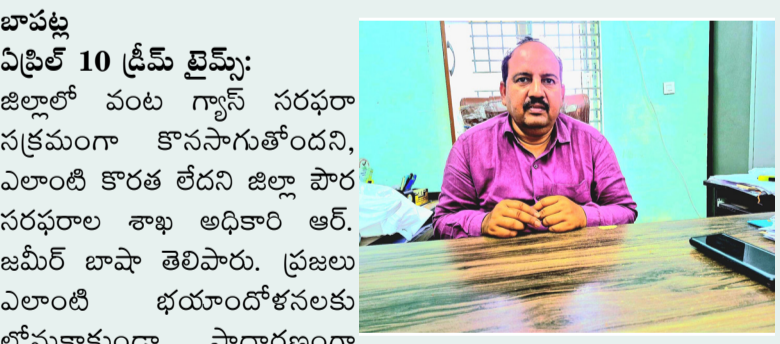 బాపట్ల
ఏప్రిల్ 10 డ్రీమ్ టైమ్స్:
జిల్లాలో వంట గ్యాస్ సరఫరా
సక్రమంగా కొనసాగుతోందని,
ఎలాంటి కొరత లేదని జిల్లా పౌర
సరఫరాల శాఖ అధికారి ఆర్.
జమీర్ బాషా తెలిపారు. ప్రజలు
ఎలాంటి భయాందోళనలకు
లోనుకాకుండా సాధారణంగా